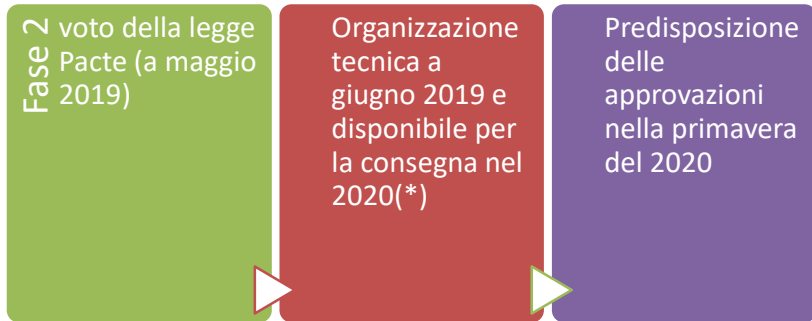 Fase 2
voto della legge
Pacte (a maggio
2019)
Organizzazione
tecnica a
giugno 2019 e
disponibile per
la consegna nel
2020(*)
Predisposizione
delle
approvazioni
nella primavera
del 2020